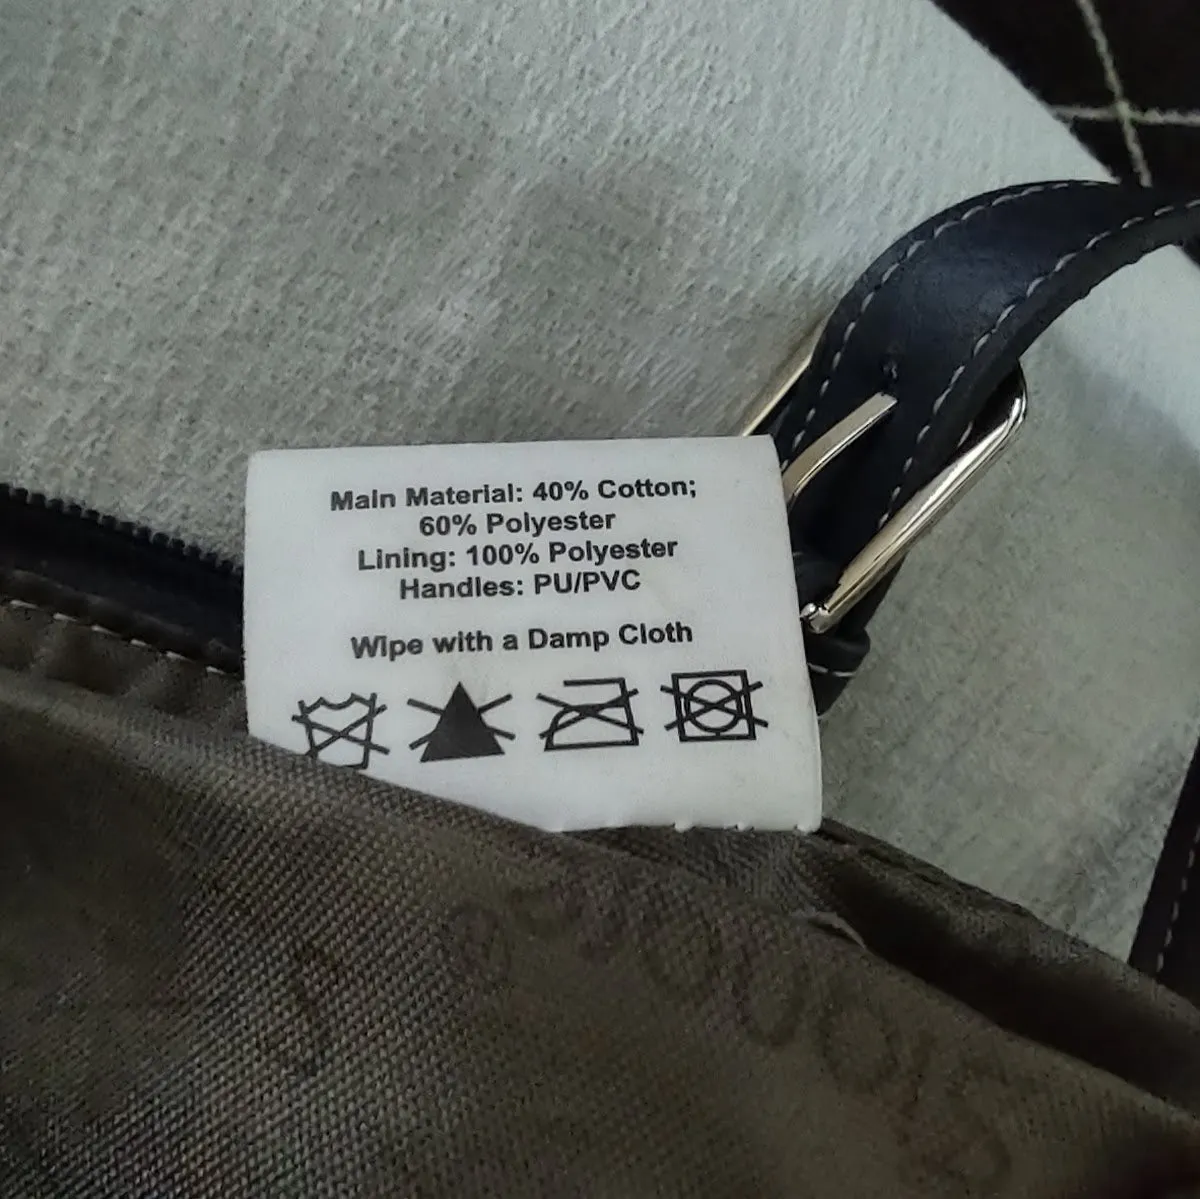 Main Material: 40% Cotton;
60% Polyester
Lining: 100% Polyester
Handles: PU/PVC
Wipe with a Damp Cloth